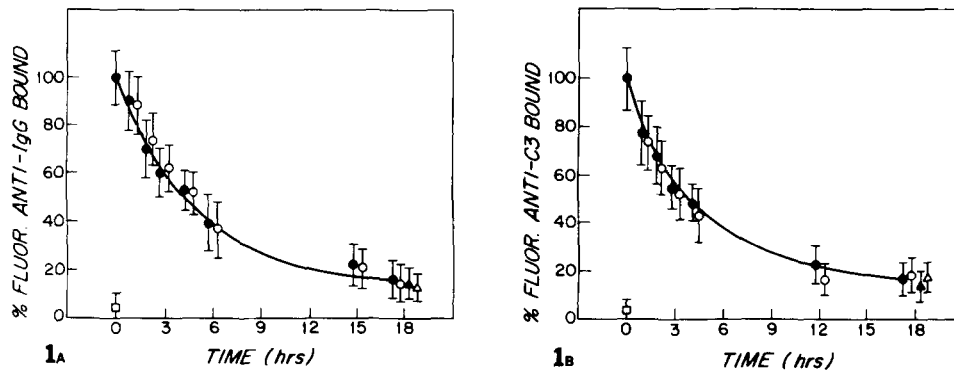 % FLUOR. ANTI-IgG BOUND
100
80
60
40
20
0
0 3 6 9 12 15 18
TIME (hrs)
1A
% FLUOR. ANTI-C3 BOUND
100
80
60
40
20
0
0 3 6 9 12 15 18
TIME (hrs)
1B